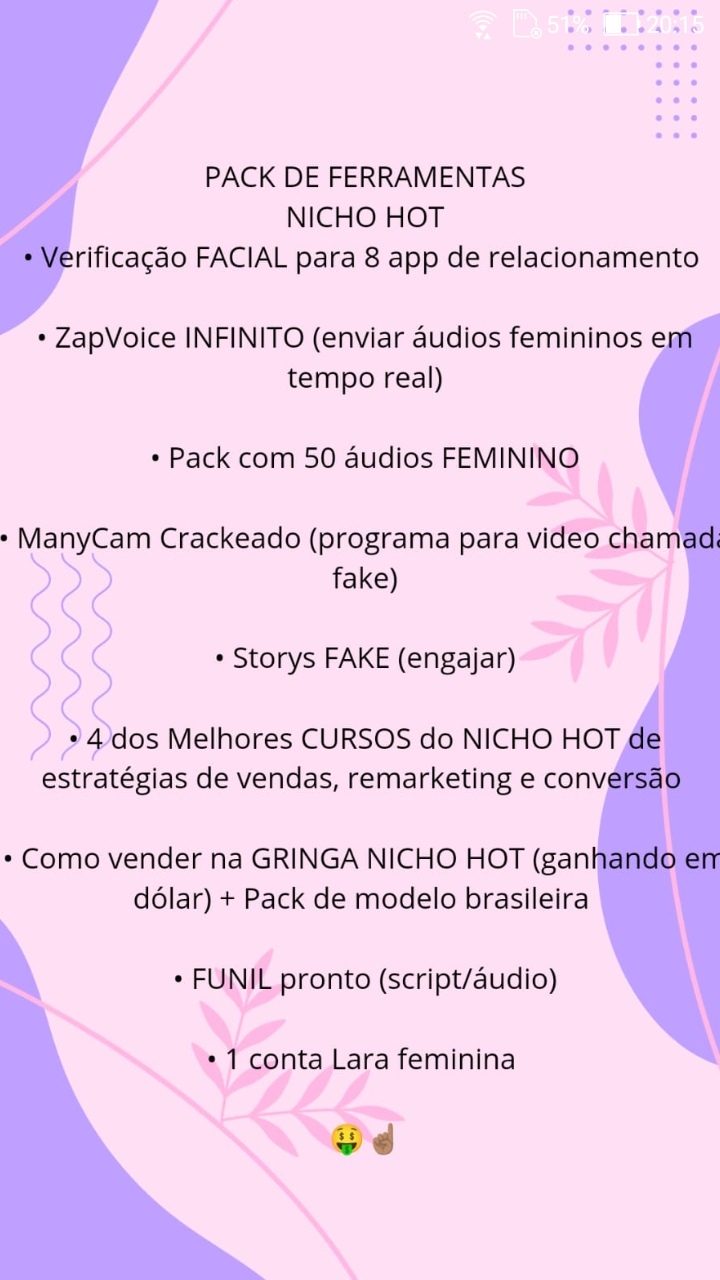 51% 20:15
PACK DE FERRAMENTAS
NICHO HOT
• Verificação FACIAL para 8 app de relacionamento
• ZapVoice INFINITO (enviar áudios femininos em
tempo real)
• Pack com 50 áudios FEMININO
• ManyCam Crackeado (programa para video chamada
fake)
• Storys FAKE (engajar)
• 4 dos Melhores CURSOS do NICHO HOT de
estratégias de vendas, remarketing e conversão
• Como vender na GRINGA NICHO HOT (ganhando em
dólar) + Pack de modelo brasileira
• FUNIL pronto (script/áudio)
• 1 conta Lara feminina
🤑☝🏽